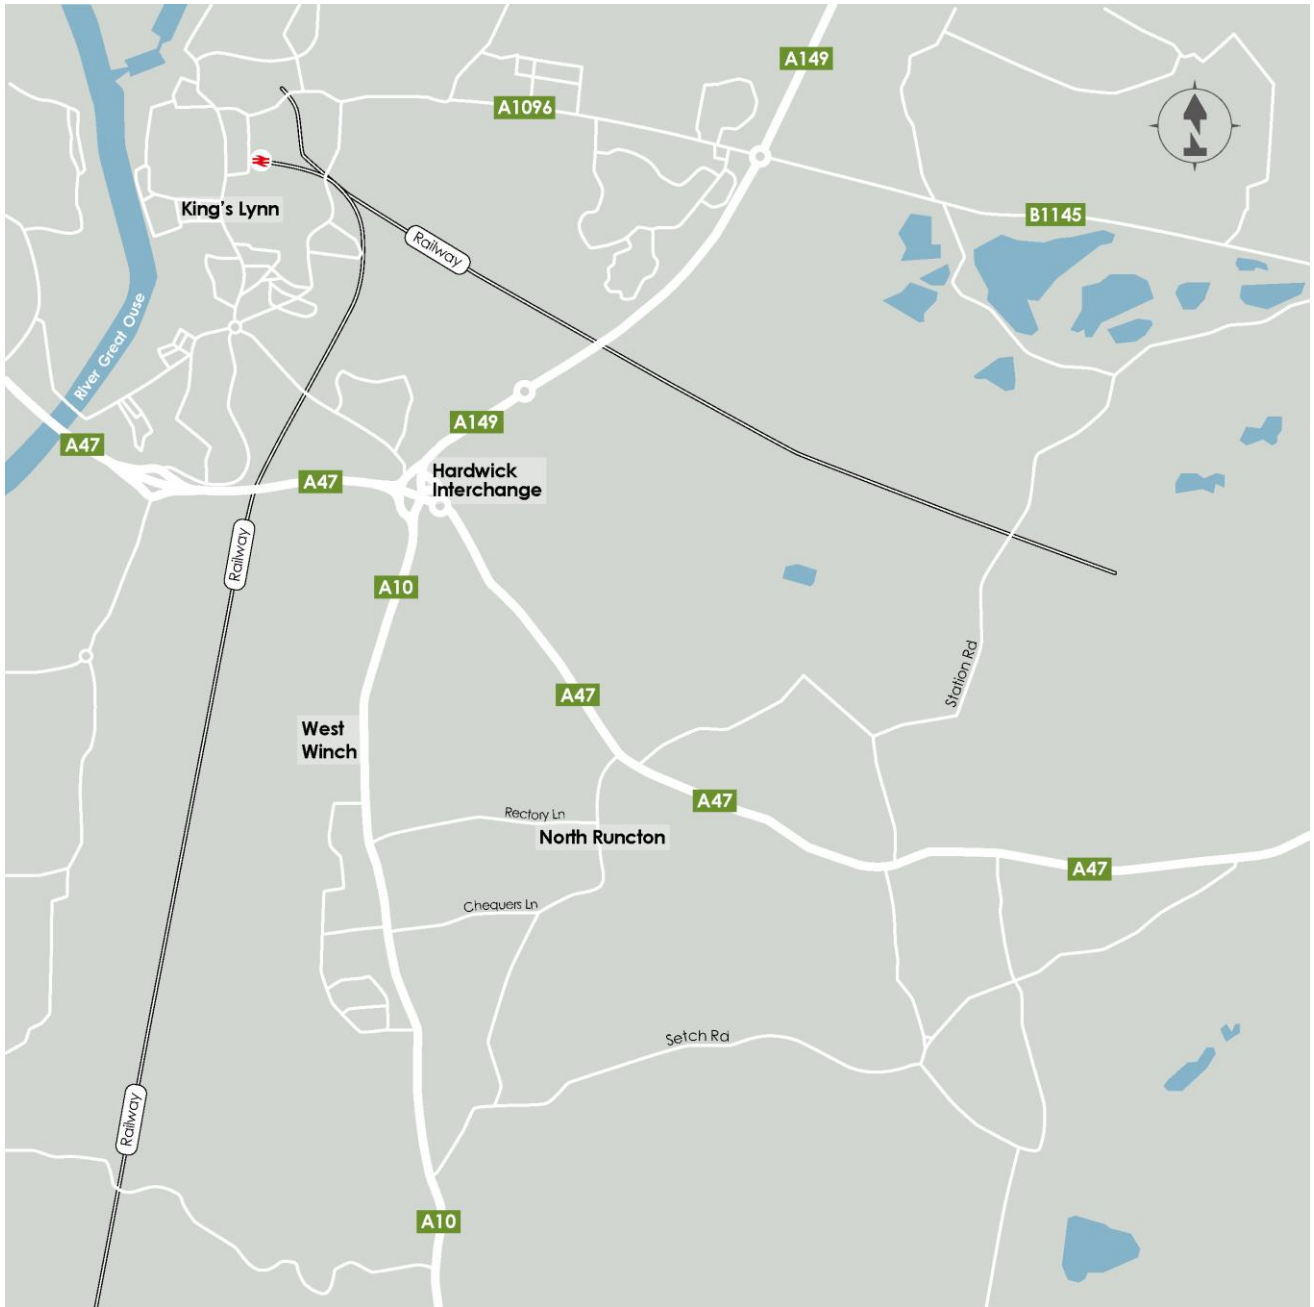 A149
A1096
King's Lynn
B1145
Railway
River Great Ouse
A149
A47
Hardwick
Interchange
A47
Railway
A10
Station Rd
A47
West
Winch
A47
Rectory Ln
North Runcton
A47
Chequers Ln
Setch Rd
Railway
A10
N